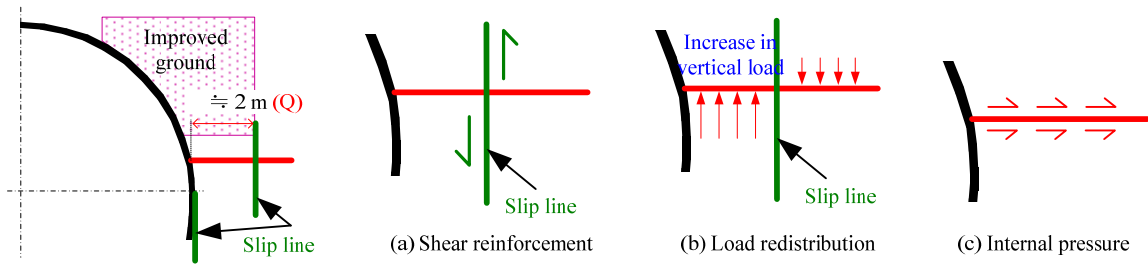 Improved
ground
≒ 2 m (Q)
Slip line
Slip line
(a) Shear reinforcement
Increase in
vertical load
Slip line
(b) Load redistribution
(c) Internal pressure